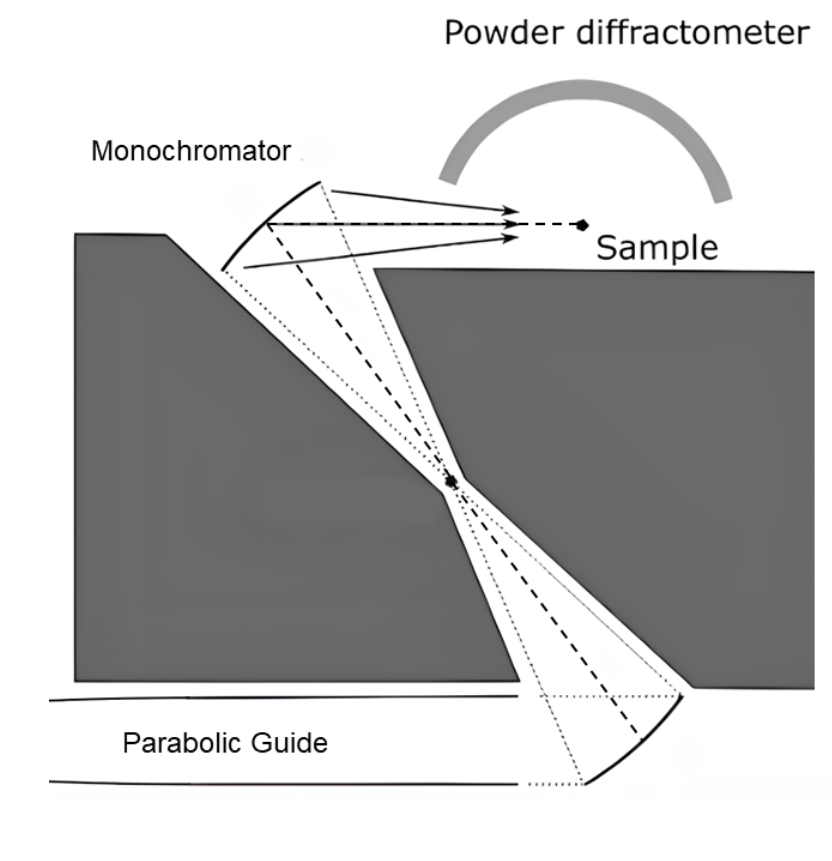 Powder diffractometer
Monochromator
Sample
Parabolic Guide